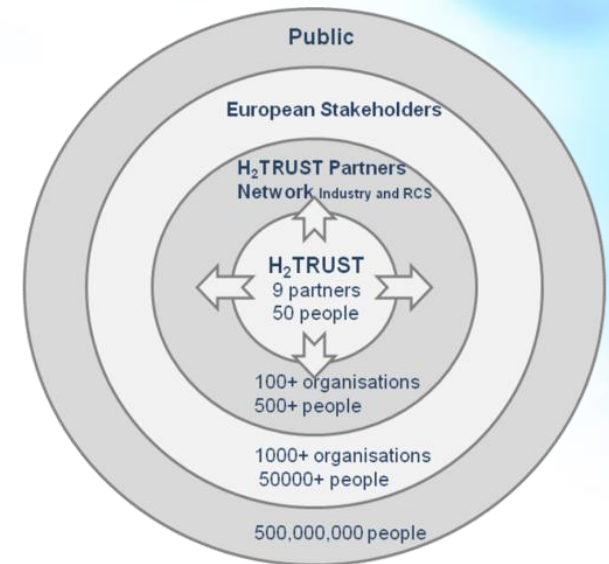 Public
European Stakeholders
H₂TRUST Partners
Network Industry and RCS
H₂TRUST
9 partners
50 people
100+ organisations
500+ people
1000+ organisations
50000+ people
500,000,000 people